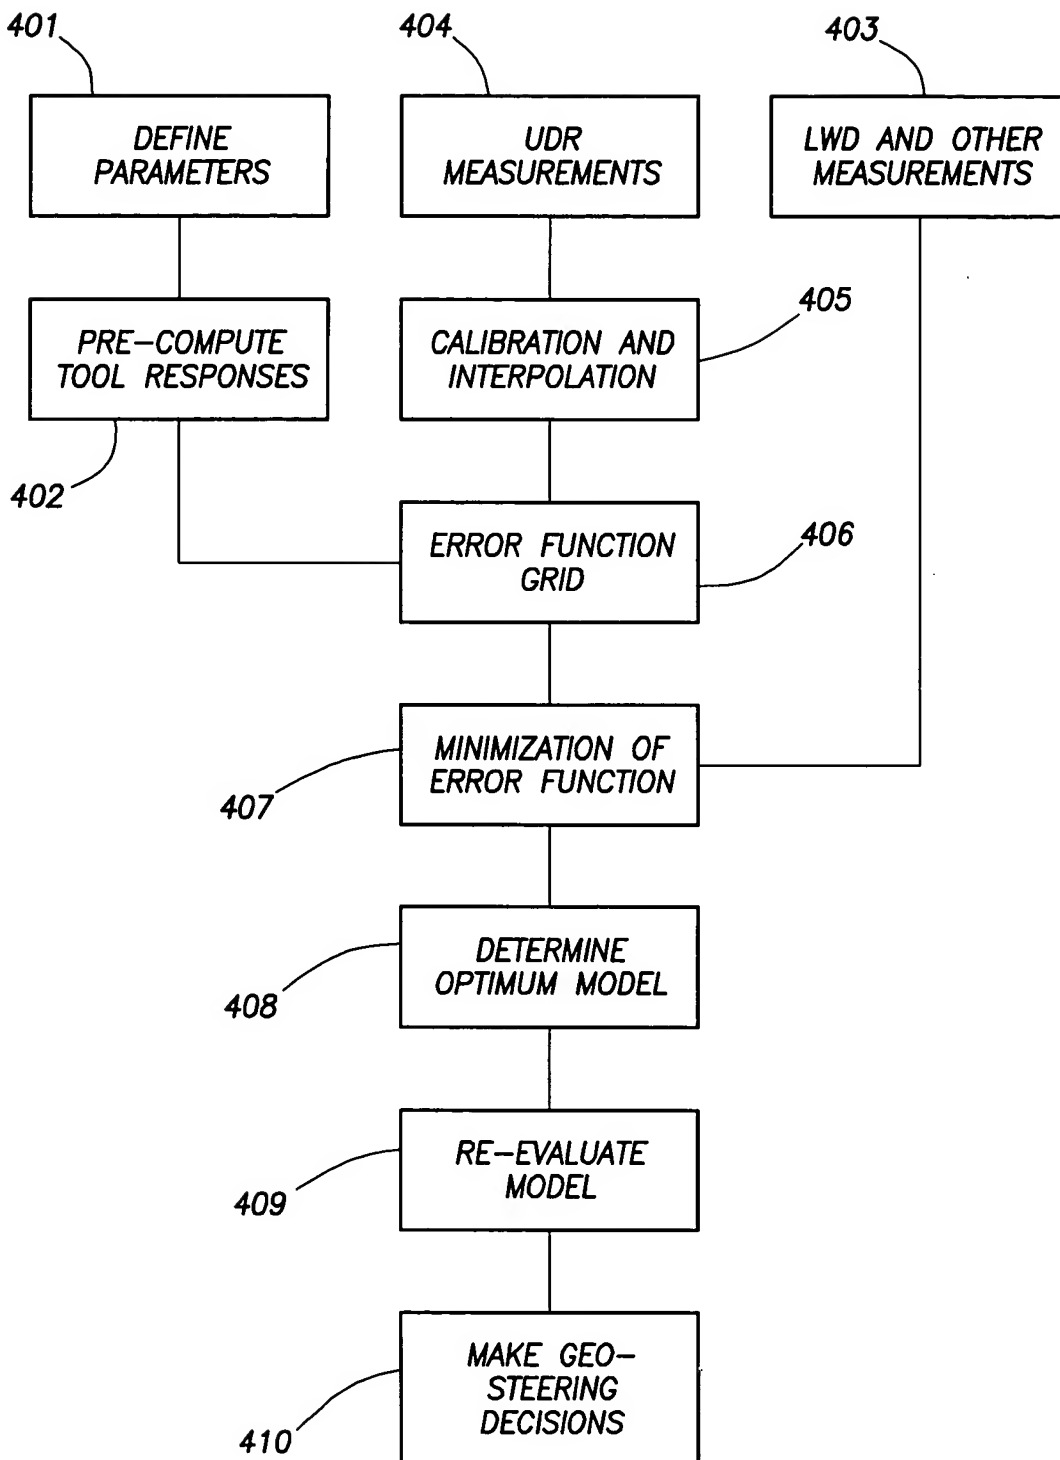 401
404
403
DEFINE
PARAMETERS
UDR
MEASUREMENTS
LWD AND OTHER
MEASUREMENTS
PRE-COMPUTE
TOOL RESPONSES
402
CALIBRATION AND
INTERPOLATION
405
ERROR FUNCTION
GRID
406
MINIMIZATION OF
ERROR FUNCTION
407
DETERMINE
OPTIMUM MODEL
408
RE-EVALUATE
MODEL
409
MAKE GEO-
STEERING
DECISIONS
410